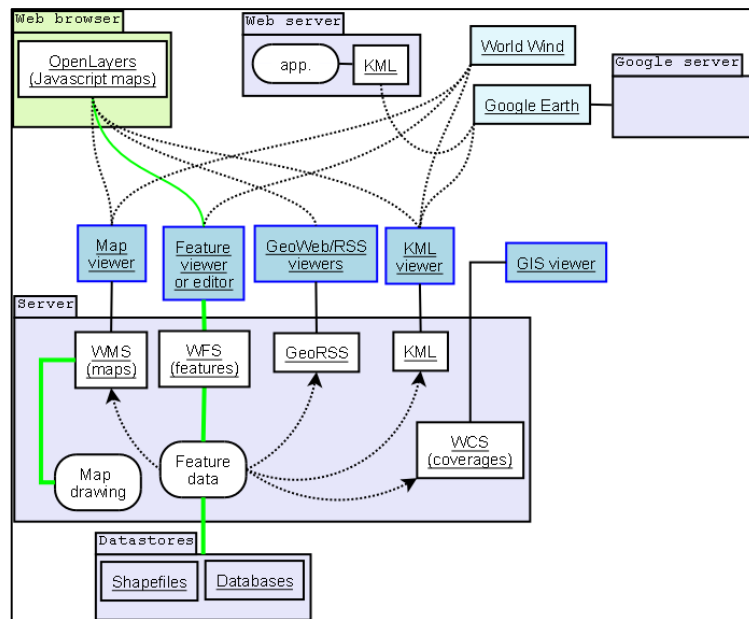 Web browser
OpenLayers
(Javascript maps)
Web server
app.
KML
World Wind
Google Earth
Google server
Map
viewer
Feature
viewer
or editor
GeoWeb/RSS
viewers
KML
viewer
GIS viewer
Server
WMS
(maps)
WFS
(features)
GeoRSS
KML
WCS
(coverages)
Map
drawing
Feature
data
Datastores
Shapefiles
Databases